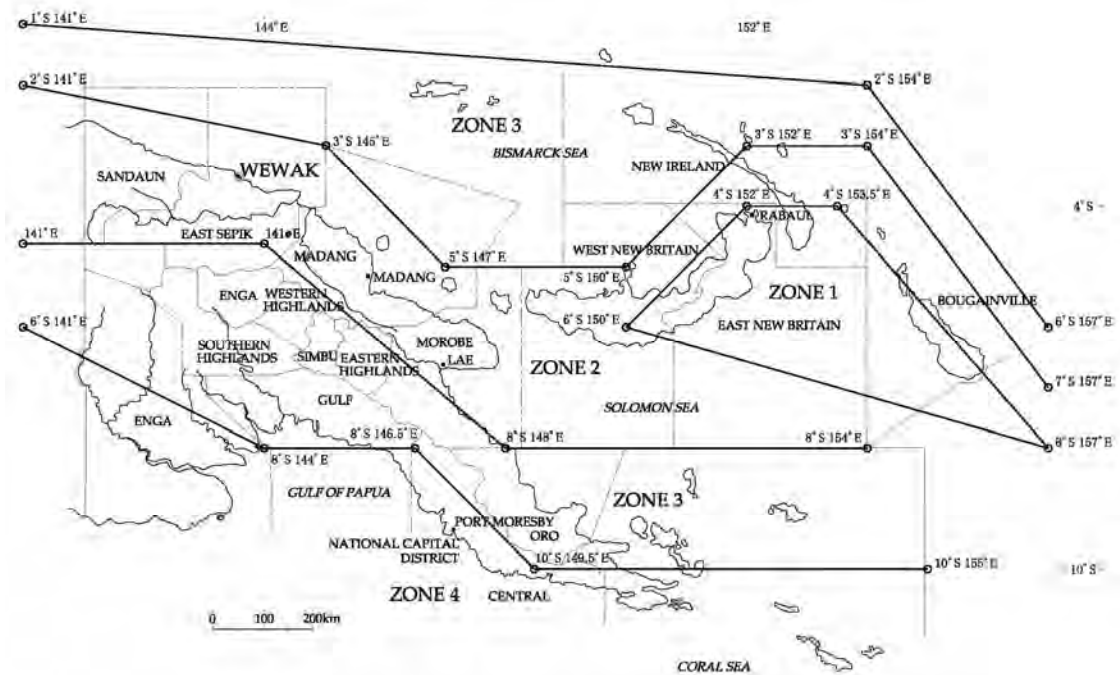 1°S 141°E
144°E
152°E
2°S 141°E
2°S 154°E
ZONE 3
3°S 145°E
BISMARCK SEA
3°S 152°E
3°S 154°E
NEW IRELAND
WEWAK
SANDAUN
4°S 152°E
4°S 153.5°E
4°S
RABAUL
141°E
EAST SEPIK
141°E
MADANG
WEST NEW BRITAIN
5°S 147°E
5°S 150°E
MADANG
ENGA
WESTERN
HIGHLANDS
ZONE 1
BOUGAINVILLE
6°S 141°E
6°S 150°E
EAST NEW BRITAIN
6°S 157°E
SOUTHERN
HIGHLANDS
SIMBU
EASTERN
HIGHLANDS
MOROBE
LAE
ZONE 2
7°S 157°E
GULF
SOLOMON SEA
ENGA
8°S 146.5°E
8°S 148°E
8°S 154°E
8°S 157°E
8°S 144°E
GULF OF PAPUA
ZONE 3
PORT MORESBY
ORO
NATIONAL CAPITAL
DISTRICT
10°S 149.5°E
10°S 155°E
10°S
ZONE 4
CENTRAL
0 100 200km
CORAL SEA